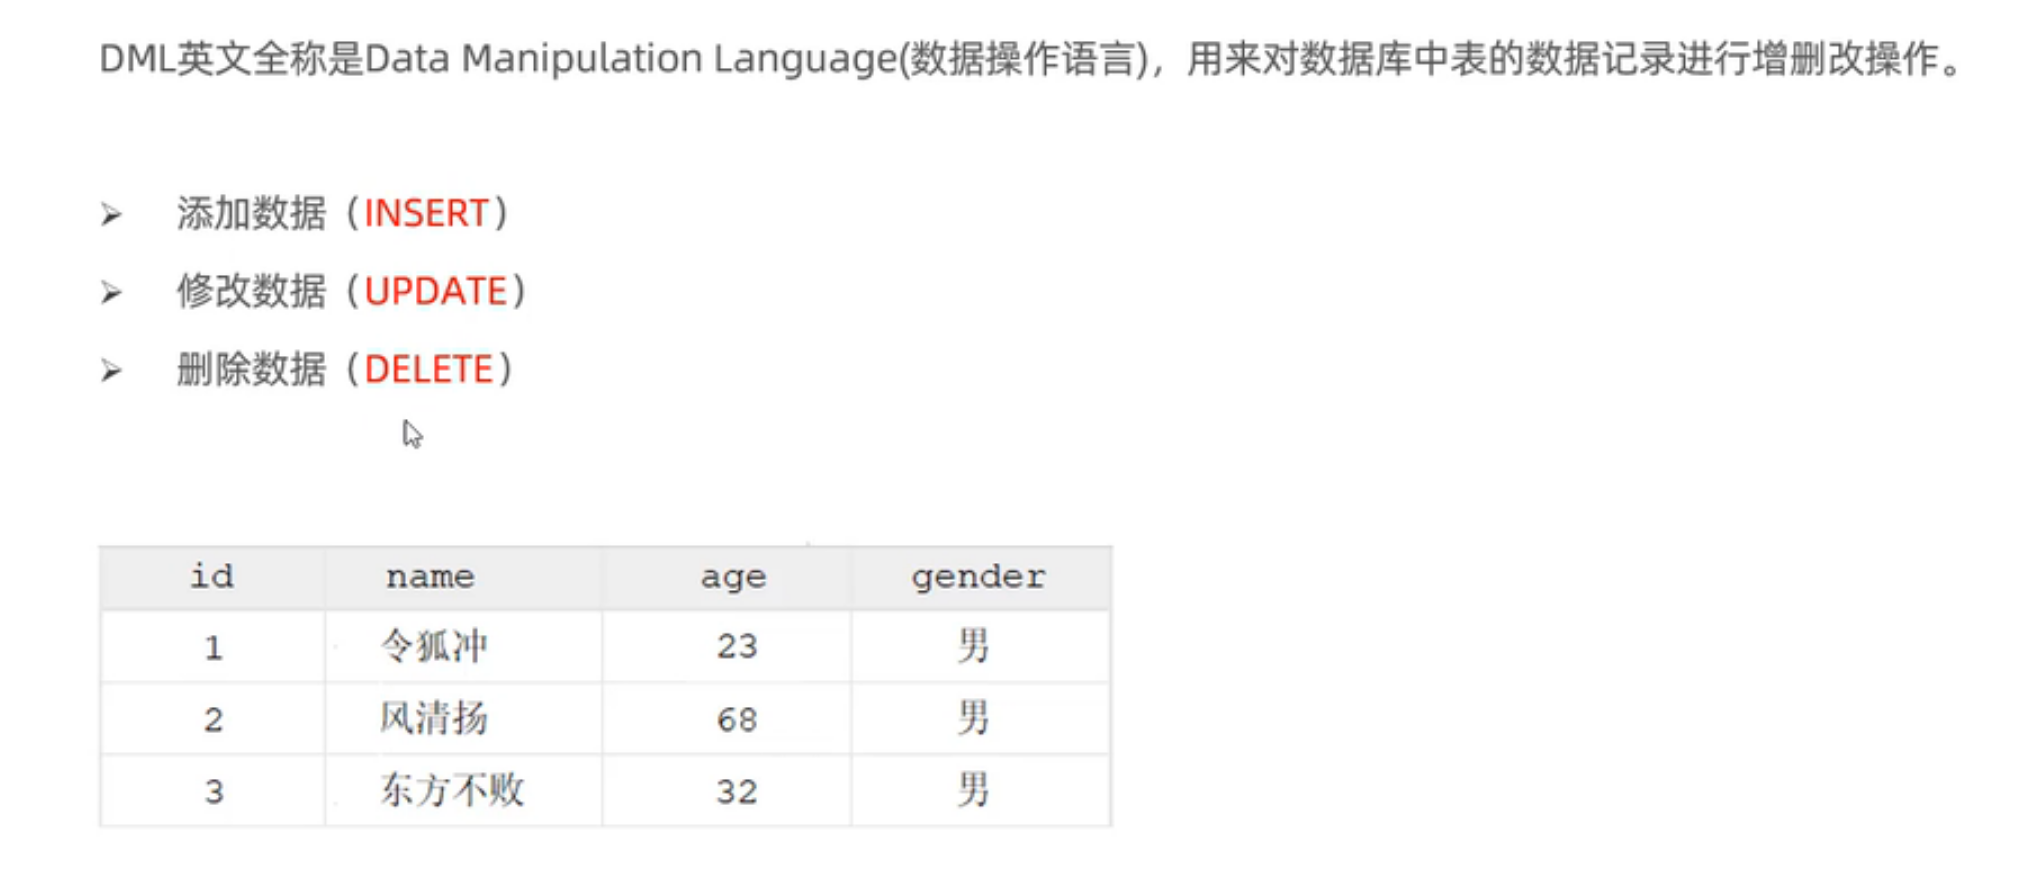 DML英文全称是Data Manipulation Language(数据操作语言)，用来对数据库中表的数据记录进行增删改操作。
添加数据（INSERT）
修改数据（UPDATE）
删除数据（DELETE）
id name age gender
1 令狐冲 23 男
2 风清扬 68 男
3 东方不败 32 男